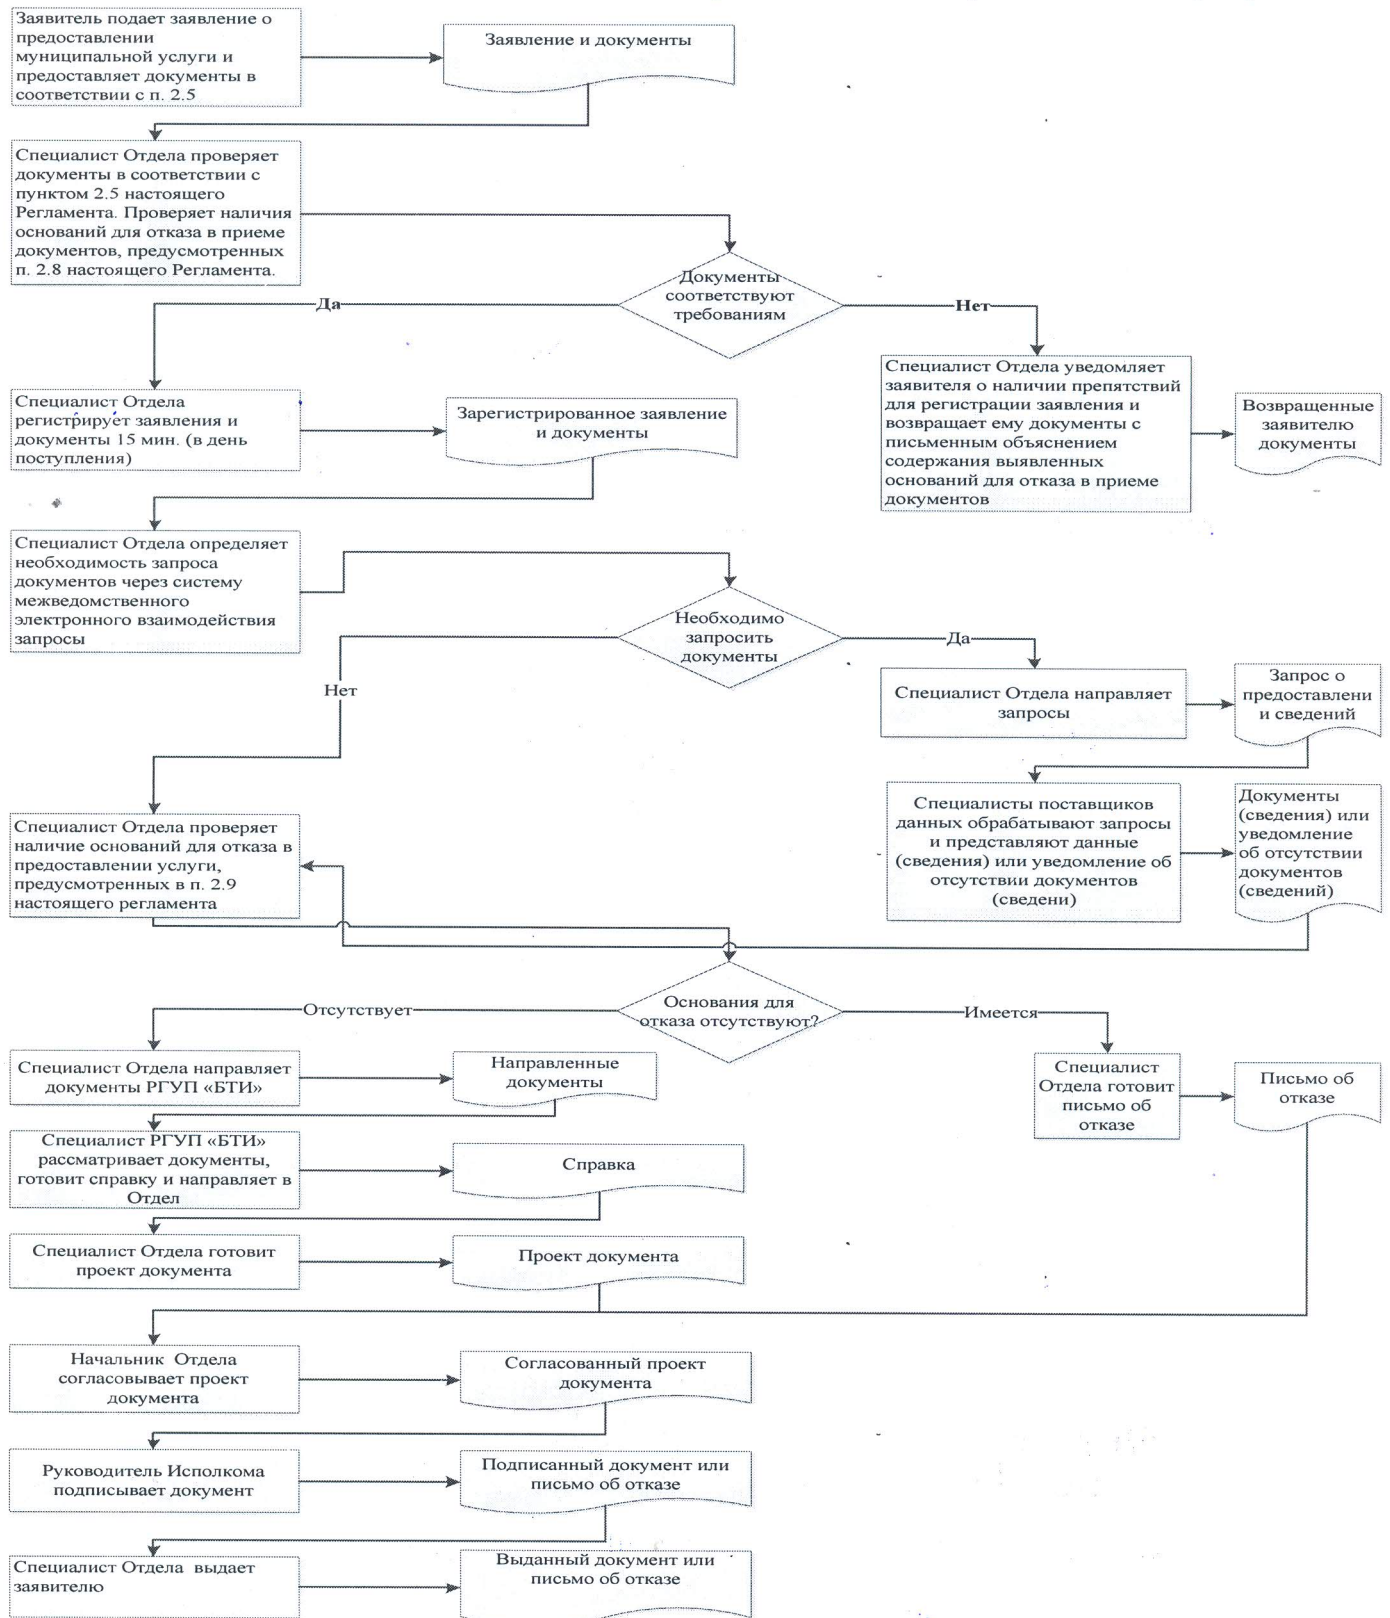 Заявитель подает заявление о
предоставлении
муниципальной услуги и
предоставляет документы в
соответствии с п. 2.5
Заявление и документы
Специалист Отдела проверяет
документы в соответствии с
пунктом 2.5 настоящего
Регламента. Проверяет наличия
оснований для отказа в приеме
документов, предусмотренных
п. 2.8 настоящего Регламента.
Документы
соответствуют
требованиям
Да
Нет
Специалист Отдела
регистрирует заявления и
документы 15 мин. (в день
поступления)
Зарегистрированное заявление
и документы
Специалист Отдела уведомляет
заявителя о наличии препятствий
для регистрации заявления и
возвращает ему документы с
письменным объяснением
содержания выявленных
оснований для отказа в приеме
документов
Возвращенные
заявителю
документы
Специалист Отдела определяет
необходимость запроса
документов через систему
межведомственного
электронного взаимодействия
запросы
Необходимо
запросить
документы
Да
Нет
Специалист Отдела направляет
запросы
Запрос о
предоставлени
и сведений
Специалисты поставщиков
данных обрабатывают запросы
и представляют данные
(сведения) или уведомление об
отсутствии документов
(сведени)
Документы
(сведения) или
уведомление
об отсутствии
документов
(сведений)
Специалист Отдела проверяет
наличие оснований для отказа в
предоставлении услуги,
предусмотренных в п. 2.9
настоящего регламента
Основания для
отказа отсутствуют?
Отсутствует
Имеется
Специалист Отдела направляет
документы РГУП «БТИ»
Направленные
документы
Специалист
Отдела готовит
письмо об
отказе
Письмо об
отказе
Специалист РГУП «БТИ»
рассматривает документы,
готовит справку и направляет в
Отдел
Справка
Специалист Отдела готовит
проект документа
Проект документа
Начальник Отдела
согласовывает проект
документа
Согласованный проект
документа
Руководитель Исполкома
подписывает документ
Подписанный документ или
письмо об отказе
Специалист Отдела выдает
заявителю
Выданный документ или
письмо об отказе